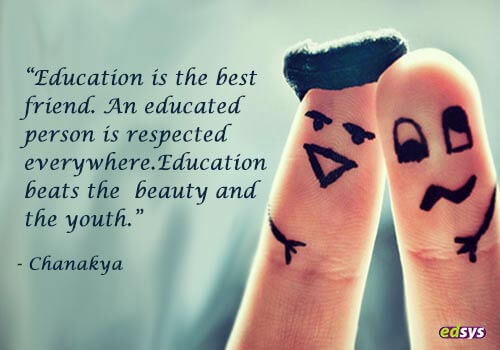 “Education is the best
friend. An educated
person is respected
everywhere.Education
beats the  beauty and
the youth.”
- Chanakya
edsys